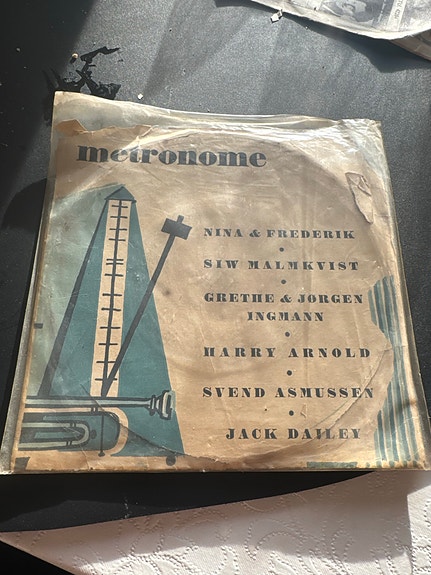 metronome
NINA & FREDERIK
•
SIW MALMKVIST
•
GRETHE & JØRGEN
INGMANN
•
HARRY ARNOLD
•
SVEND ASMUSSEN
•
JACK DAILEY